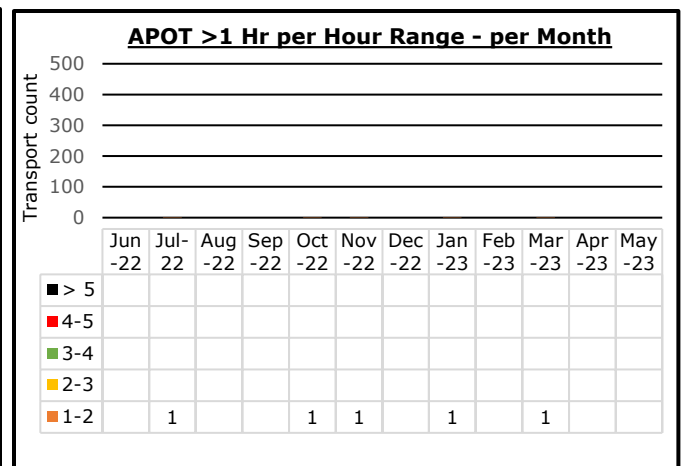 APOT >1 Hr per Hour Range - per Month
Transport count
500
400
300
200
100
0
Jun -22 Jul- 22 Aug -22 Sep -22 Oct -22 Nov -22 Dec -22 Jan -23 Feb -23 Mar -23 Apr -23 May -23
> 5
4-5
3-4
2-3
1-2 1 1 1 1 1